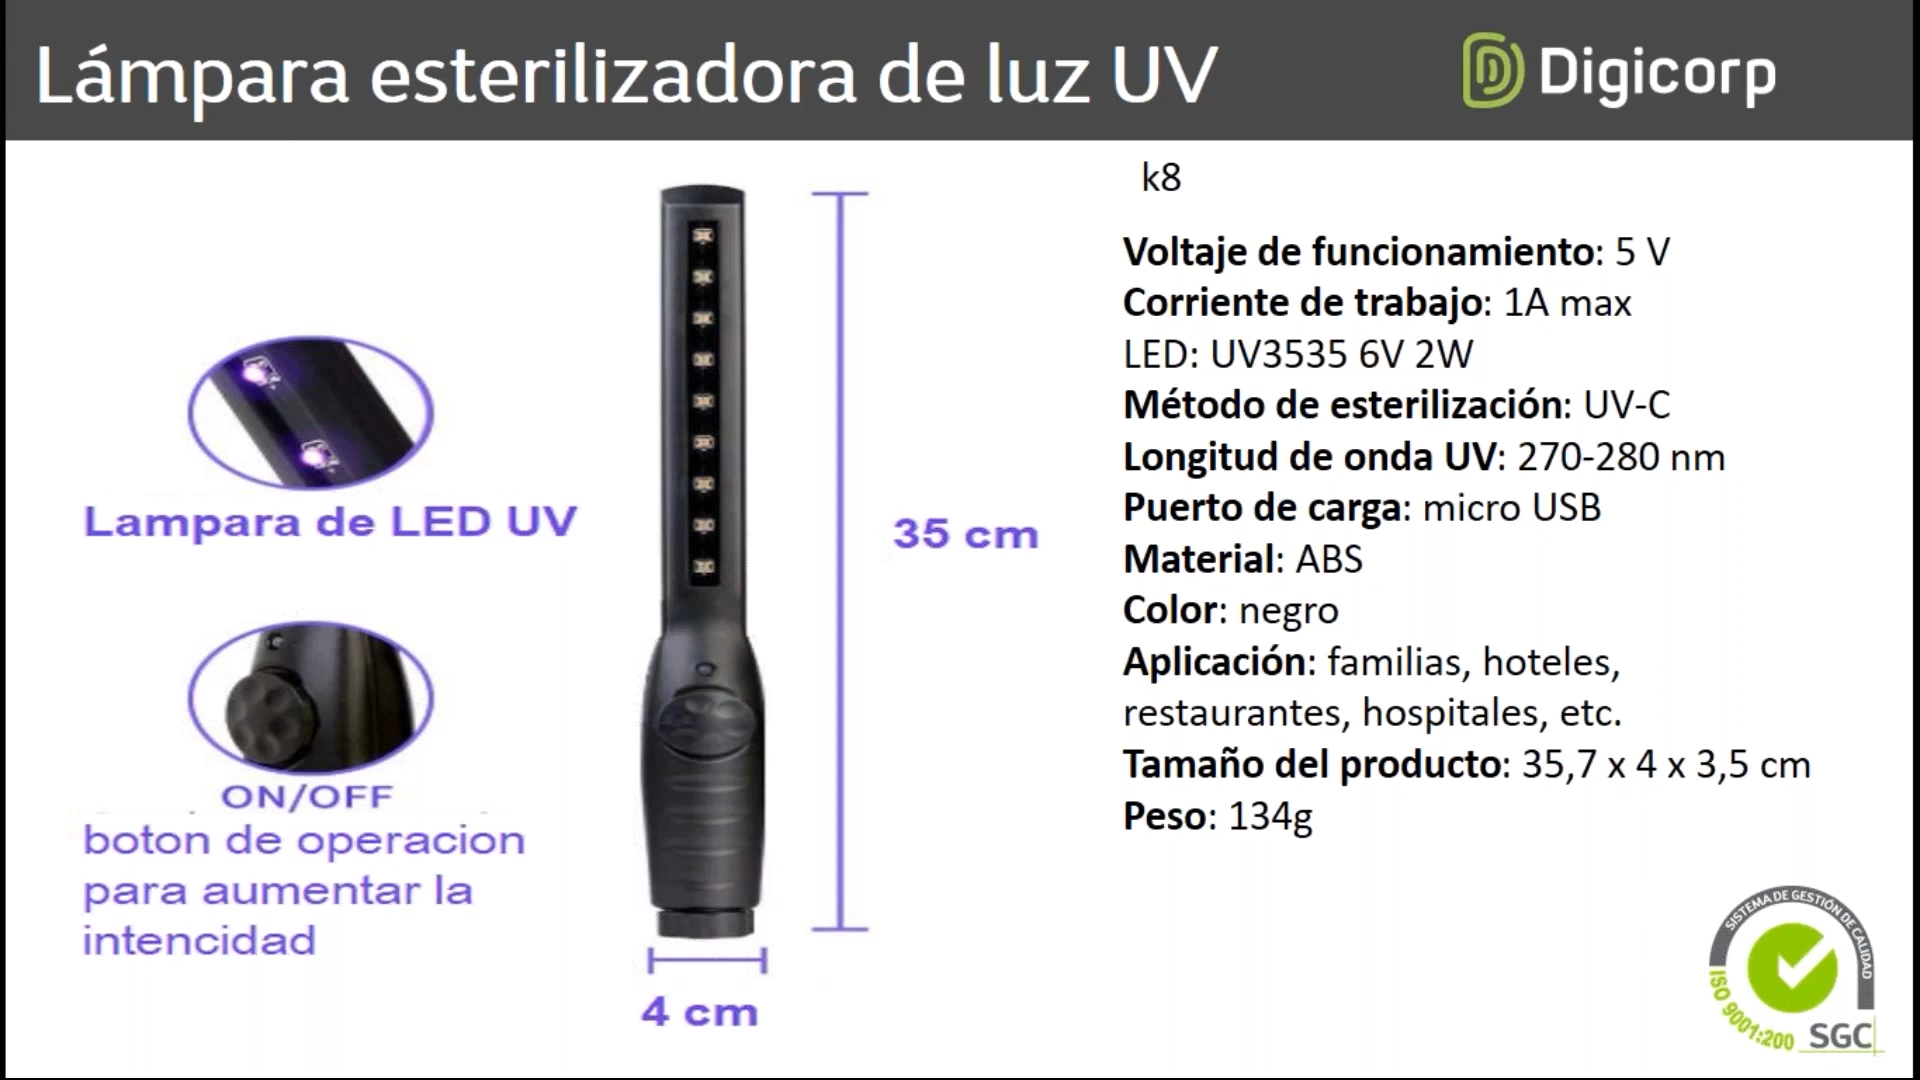 Lámpara esterilizadora de luz UV
Digicorp
k8
Voltaje de funcionamiento: 5 V
Corriente de trabajo: 1A max
LED: UV3535 6V 2W
Método de esterilización: UV-C
Longitud de onda UV: 270-280 nm
Puerto de carga: micro USB
Material: ABS
Color: negro
Aplicación: familias, hoteles,
restaurantes, hospitales, etc.
Tamaño del producto: 35,7 x 4 x 3,5 cm
Peso: 134g
Lampara de LED UV
ON/OFF
boton de operacion
para aumentar la
intencidad
35 cm
4 cm
SISTEMA DE GESTIÓN DE CALIDAD
ISO 9001:200
SGC